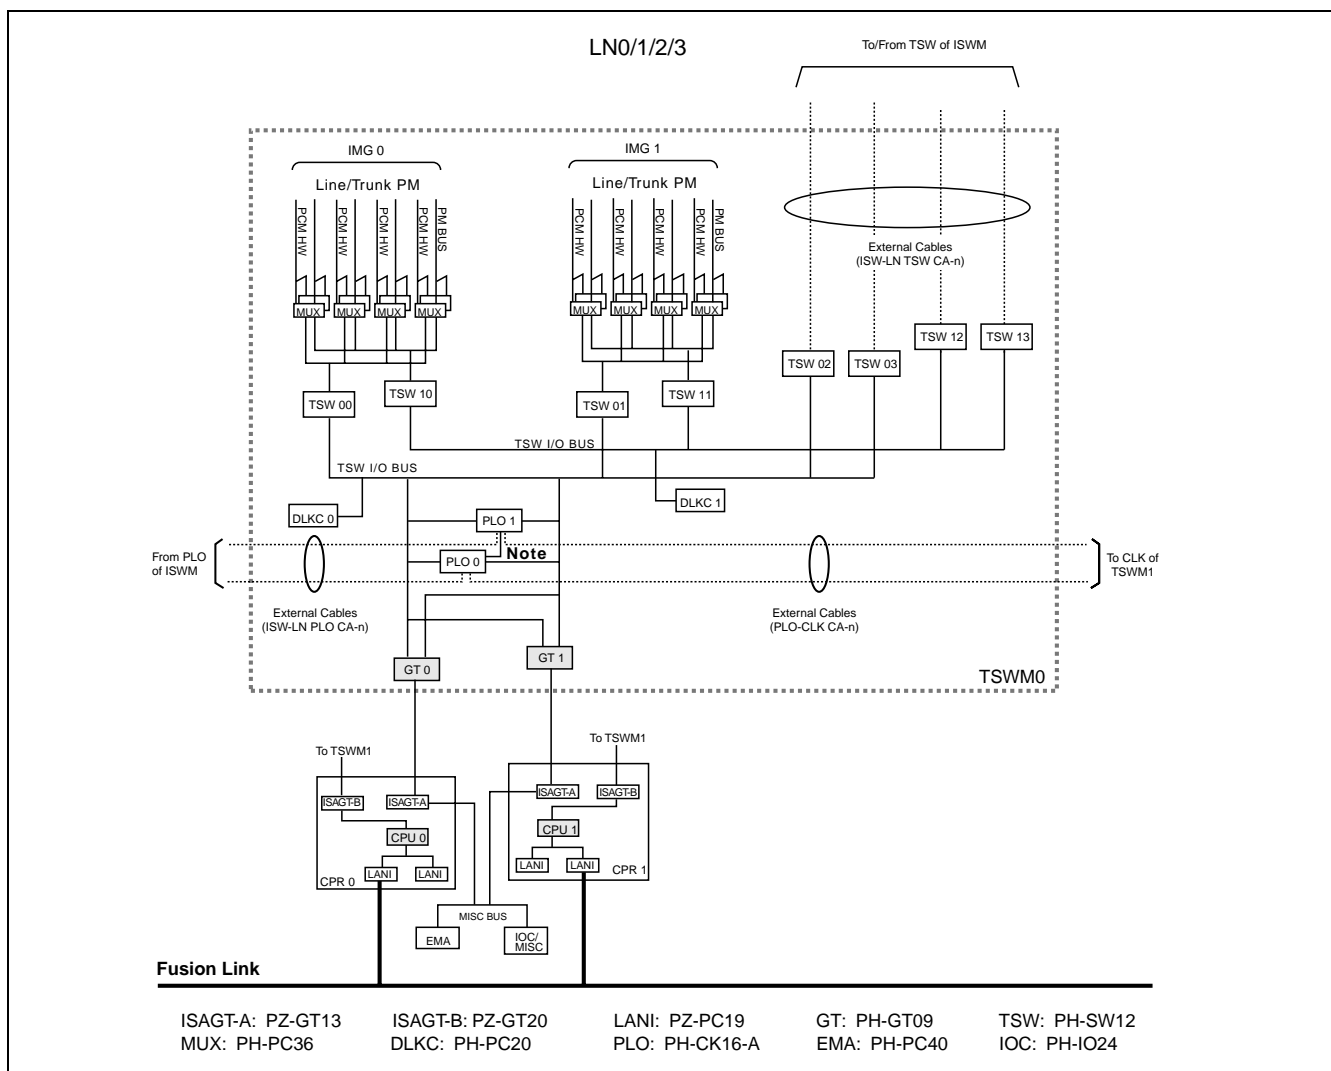 LN0/1/2/3
To/From TSW of ISWM
IMG 0
IMG 1
Line/Trunk PM
Line/Trunk PM
PCM HW
PCM HW
PCM HW
PCM HW
PM BUS
PCM HW
PCM HW
PCM HW
PCM HW
PM BUS
External Cables
(ISW-LN TSW CA-n)
MUX
MUX
MUX
MUX
MUX
MUX
MUX
MUX
TSW 12
TSW 13
TSW 02
TSW 03
TSW 00
TSW 10
TSW 01
TSW 11
TSW I/O BUS
TSW I/O BUS
DLKC 0
DLKC 1
PLO 1
From PLO
of ISWM
PLO 0
Note
To CLK of
TSWM1
External Cables
(ISW-LN PLO CA-n)
External Cables
(PLO-CLK CA-n)
GT 0
GT 1
TSWM0
To TSWM1
To TSWM1
ISAGT-B
ISAGT-A
ISAGT-A
ISAGT-B
CPU 0
CPU 1
LANI
LANI
LANI
LANI
CPR 0
CPR 1
MISC BUS
EMA
IOC/
MISC
Fusion Link
ISAGT-A: PZ-GT13
ISAGT-B: PZ-GT20
LANI: PZ-PC19
GT: PH-GT09
TSW: PH-SW12
MUX: PH-PC36
DLKC: PH-PC20
PLO: PH-CK16-A
EMA: PH-PC40
IOC: PH-IO24